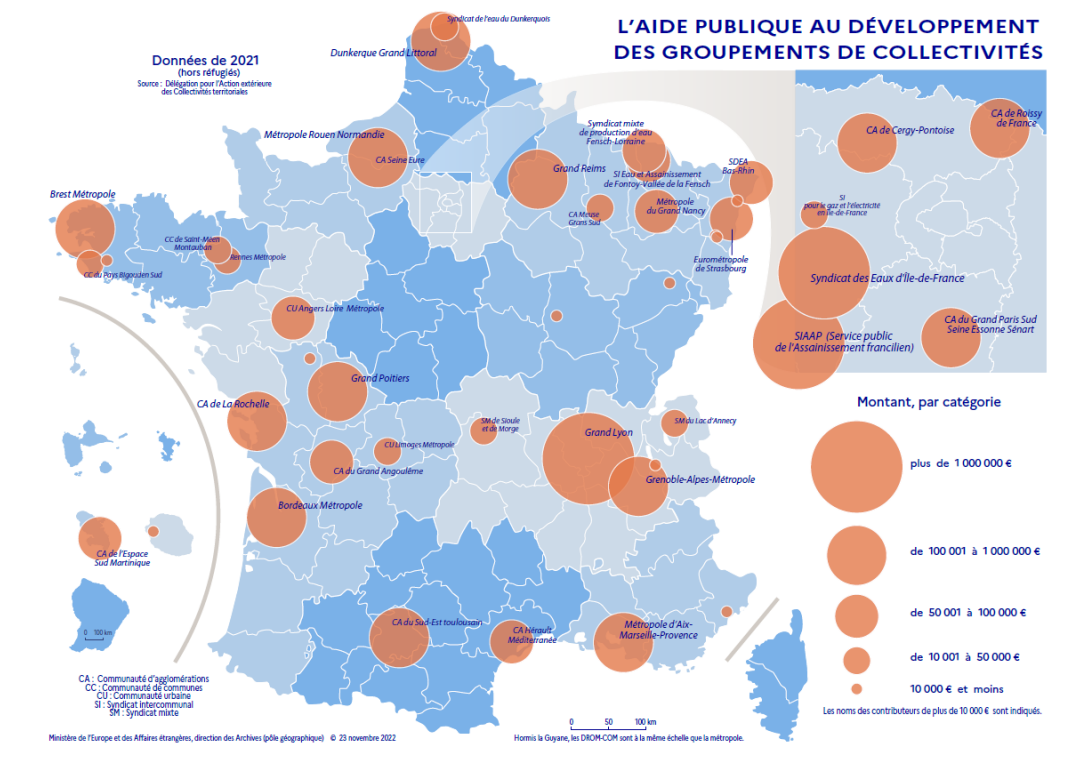 L'AIDE PUBLIQUE AU DÉVELOPPEMENT
DES GROUPEMENTS DE COLLECTIVITÉS
Données de 2021
(hors réfugiés)
Source : Délégation pour l'Action extérieure
des Collectivités territoriales
Syndicat de l'eau du Dunkerquois
Dunkerque Grand Littoral
Métropole Rouen Normandie
CA Seine Eure
Symdicat mixte
de production d'eau
Fensch-Lorraine
Grand Reims
SI Eau et Assainissement
de Fontoy-Vallée de la Fensch
SDEA
Bas-Rhin
CA Meuse
Grans Sud
Métropole
du Grand Nancy
Eurométropole
de Strasbourg
Brest Métropole
CC de Saint-Méen
Montauban
Rennes Métropole
CC du Pays Bigouden Sud
CU Angers Loire Métropole
Grand Poitiers
CA de La Rochelle
CU Limoges Métropole
CA du Grand Angoulême
Bordeaux Métropole
SM de Sioule
et de Morge
Grand Lyon
SM du Lac d'Annecy
Grenoble-Alpes-Métropole
CA du Sud-Est toulousain
CA Hérault
Méditerranée
Métropole d'Aix-
Marseille-Provence
CA de l'Espace
Sud Martinique
0 100 km
CA de Cergy-Pontoise
CA de Roissy
de France
SI
pour le gaz et l'électricité
en Île-de-France
Syndicat des Eaux d'Île-de-France
SIAAP (Service public
de l'Assainissement francilien)
CA du Grand Paris Sud
Seine Essonne Sénart
Montant, par catégorie
plus de 1 000 000 €
de 100 001 à 1 000 000 €
de 50 001 à 100 000 €
de 10 001 à 50 000 €
10 000 € et moins
Les noms des contributeurs de plus de 10 000 € sont indiqués.
CA : Communauté d'agglomérations
CC : Communauté de communes
CU : Communauté urbaine
SI : Syndicat intercommunal
SM : Syndicat mixte
0 50 100 km
Ministère de l'Europe et des Affaires étrangères, direction des Archives (pôle géographique) © 23 novembre 2022
Hormis la Guyane, les DROM-COM sont à la même échelle que la métropole.